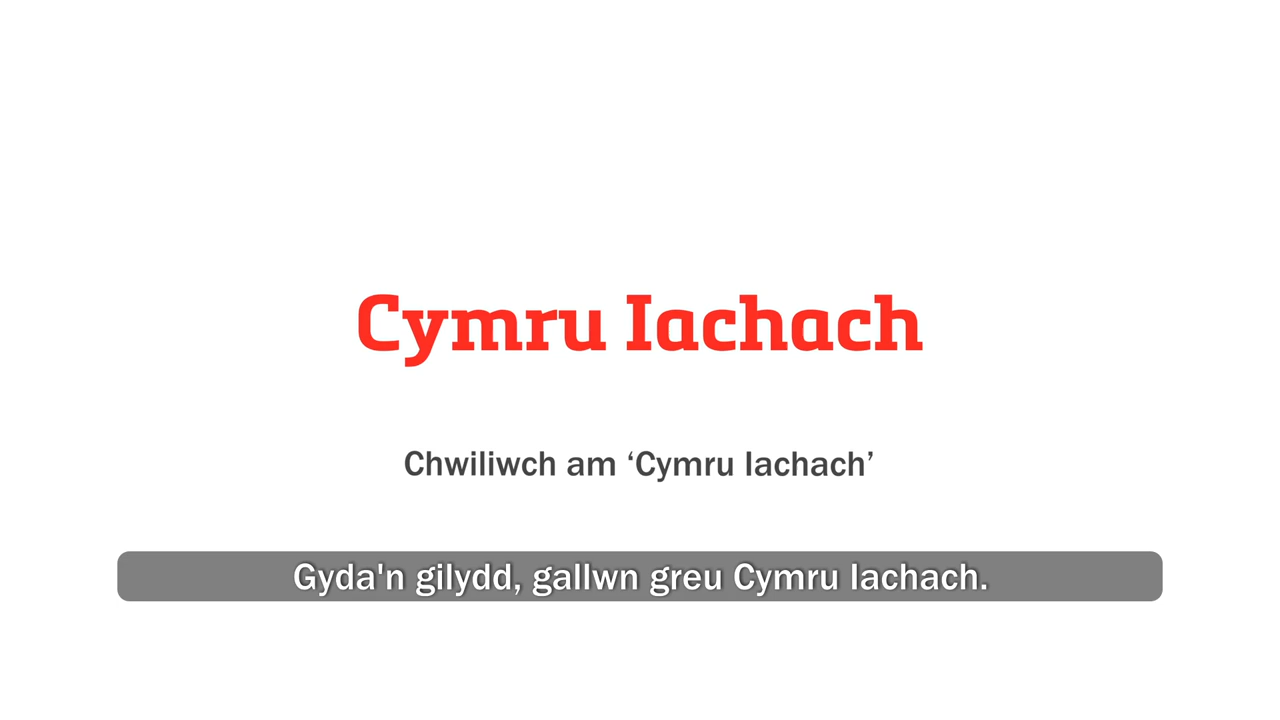 Cymru Iachach
Chwiliwch am ‘Cymru Iachach’
Gyda'n gilydd, gallwn greu Cymru Iachach.